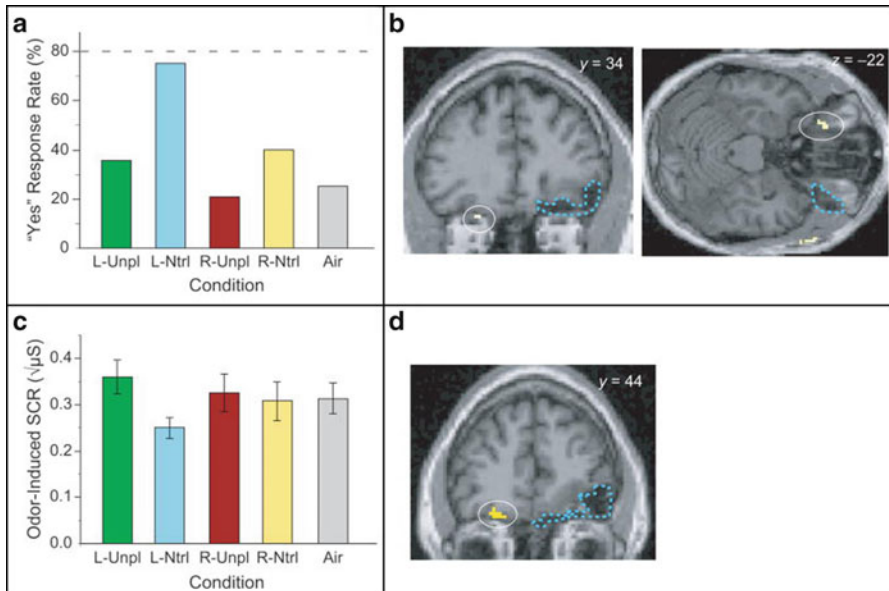 a
"Yes" Response Rate (%)
80
60
40
20
0
L-Unpl L-Ntrl R-Unpl R-Ntrl Air
Condition
b
y = 34
z = −22
c
Odor-Induced SCR (√µS)
0.4
0.3
0.2
0.1
0.0
L-Unpl L-Ntrl R-Unpl R-Ntrl Air
Condition
d
y = 44